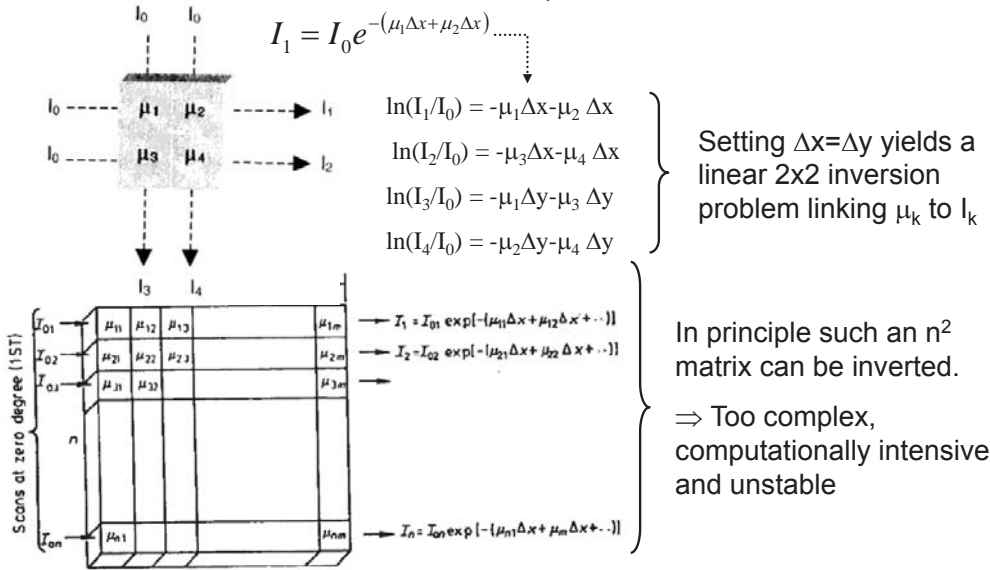 I₀ I₀
I₁ = I₀e^-(μ₁Δx+μ₂Δx)
I₀ μ₁ μ₂ I₁
I₀ μ₃ μ₄ I₂
I₃ I₄
ln(I₁/I₀) = -μ₁Δx-μ₂ Δx
ln(I₂/I₀) = -μ₃Δx-μ₄ Δx
ln(I₃/I₀) = -μ₁Δy-μ₃ Δy
ln(I₄/I₀) = -μ₂Δy-μ₄ Δy
Setting Δx=Δy yields a
linear 2x2 inversion
problem linking μₖ to Iₖ
Scans at zero degree (1ST)
n
I₀₁ μ₁₁ μ₁₂ μ₁₃ μ₁ₘ I₁ = I₀₁ exp[-{μ₁₁Δx+μ₁₂Δx+··)]
I₀₂ μ₂₁ μ₂₂ μ₂₃ μ₂ₘ I₂ = I₀₂ exp[-{μ₂₁Δx+μ₂₂Δx+··)]
I₀₃ μ₃₁ μ₃₂ μ₃ₘ
I₀ₙ μₙ₁ μₙₘ Iₙ = I₀ₙ exp[-{μₙ₁Δx+μₘΔx+··)]
In principle such an n²
matrix can be inverted.
⇒ Too complex,
computationally intensive
and unstable